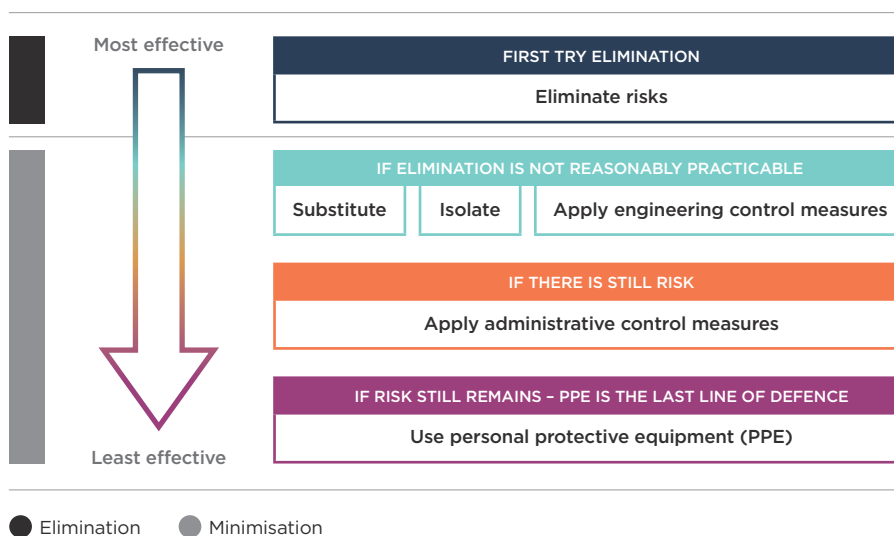 Most effective
FIRST TRY ELIMINATION
Eliminate risks
IF ELIMINATION IS NOT REASONABLY PRACTICABLE
Substitute
Isolate
Apply engineering control measures
IF THERE IS STILL RISK
Apply administrative control measures
IF RISK STILL REMAINS – PPE IS THE LAST LINE OF DEFENCE
Use personal protective equipment (PPE)
Least effective
Elimination
Minimisation